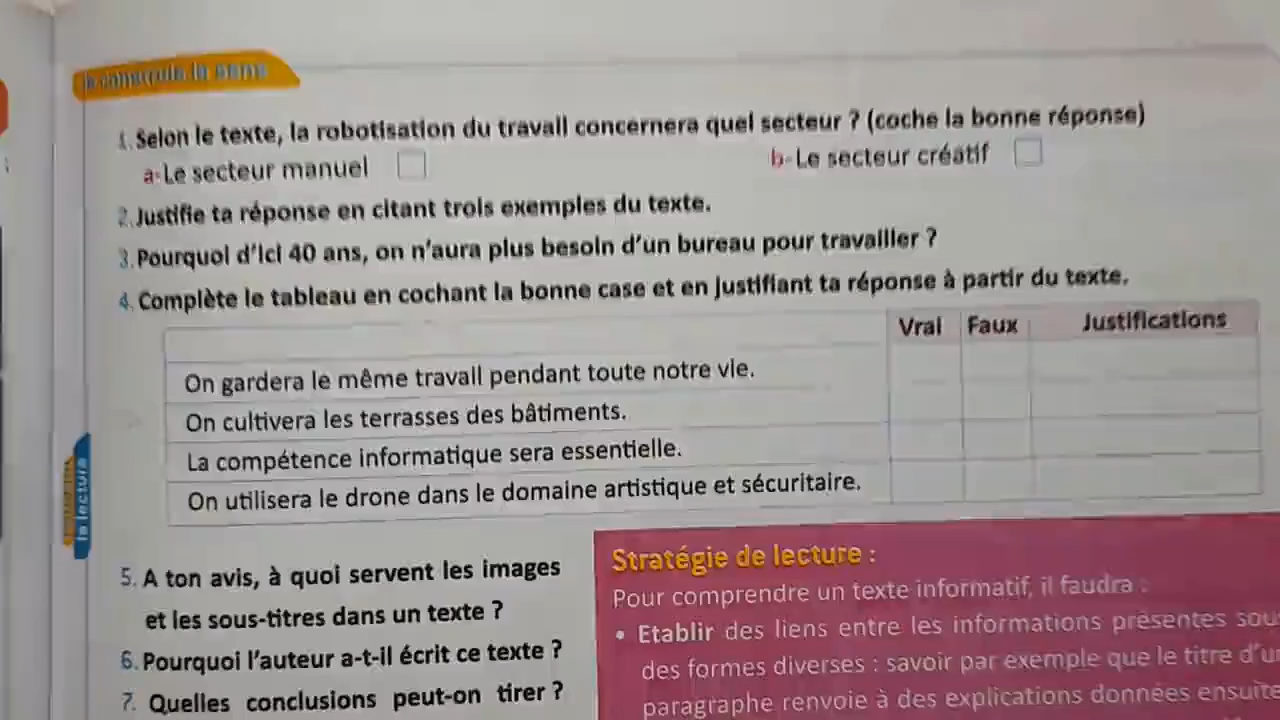 Je construis le sens
1. Selon le texte, la robotisation du travail concernera quel secteur ? (coche la bonne réponse)
a- Le secteur manuel
b- Le secteur créatif
2. Justifie ta réponse en citant trois exemples du texte.
3. Pourquoi d'ici 40 ans, on n'aura plus besoin d'un bureau pour travailler ?
4. Complète le tableau en cochant la bonne case et en justifiant ta réponse à partir du texte.
Vrai Faux Justifications
On gardera le même travail pendant toute notre vie.
On cultivera les terrasses des bâtiments.
La compétence informatique sera essentielle.
On utilisera le drone dans le domaine artistique et sécuritaire.
la lecture
5. A ton avis, à quoi servent les images
et les sous-titres dans un texte ?
6. Pourquoi l'auteur a-t-il écrit ce texte ?
7. Quelles conclusions peut-on tirer ?
Stratégie de lecture :
Pour comprendre un texte informatif, il faudra :
• Etablir des liens entre les informations présentes sou
des formes diverses : savoir par exemple que le titre d'u
paragraphe renvoie à des explications données ensuite